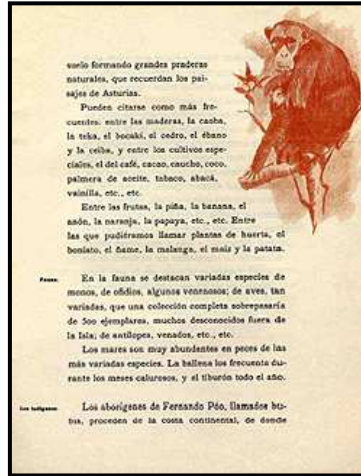 suelo formando grandes praderas
naturales, que recuerdan los pai-
sajes de Asturias.
Pueden citarse como más fre-
cuentes: entre las maderas, la caoba,
la teka, el bocaki, el cedro, el ébano
y la ceiba, y entre los cultivos espe-
ciales, el del café, cacao, caucho, coco,
palmera de aceite, tabaco, abacá,
vainilla, etc., etc.
Entre las frutas, la piña, la banana, el
anón, la naranja, la papaya, etc., etc. Entre
las que pudiéramos llamar plantas de huerta, el
boniato, el ñame, la malanga, el maíz y la patata.
Fauna. En la fauna se destacan variadas especies de
monos, de ofidios, algunos venenosos; de aves, tan
variadas, que una colección completa sobrepasaría
de 500 ejemplares, muchos desconocidos fuera de
la Isla; de antílopes, venados, etc., etc.
Los mares son muy abundantes en peces de las
más variadas especies. La ballena los frecuenta du-
rante los meses calurosos, y el tiburón todo el año.
Los indígenas. Los aborígenes de Fernando Póo, llamados bu-
bis, proceden de la costa continental, de donde